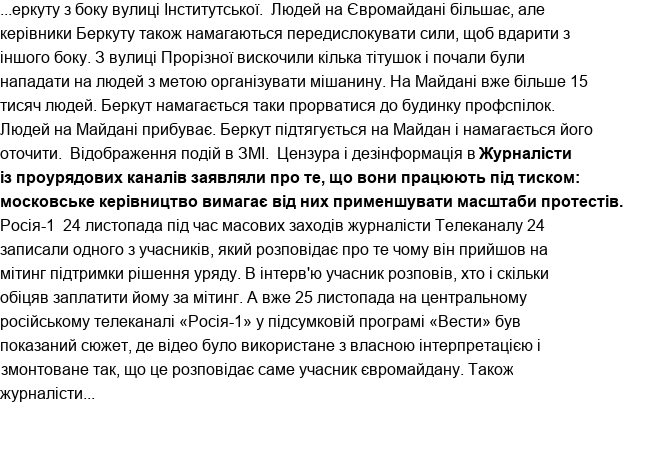 ...еркуту з боку вулиці Інститутської.  Людей на Євромайдані більшає, але
керівники Беркуту також намагаються передислокувати сили, щоб вдарити з
іншого боку. З вулиці Прорізної вискочили кілька тітушок і почали були
нападати на людей з метою організувати мішанину. На Майдані вже більше 15
тисяч людей. Беркут намагається таки прорватися до будинку профспілок.
Людей на Майдані прибуває. Беркут підтягується на Майдан і намагається його
оточити.  Відображення подій в ЗМІ.  Цензура і дезінформація в Журналісти
із проурядових каналів заявляли про те, що вони працюють під тиском:
московське керівництво вимагає від них применшувати масштаби протестів.
Росія-1  24 листопада під час масових заходів журналісти Телеканалу 24
записали одного з учасників, який розповідає про те чому він прийшов на
мітинг підтримки рішення уряду. В інтерв'ю учасник розповів, хто і скільки
обіцяв заплатити йому за мітинг. А вже 25 листопада на центральному
російському телеканалі «Росія-1» у підсумковій програмі «Вести» був
показаний сюжет, де відео було використане з власною інтерпретацією і
змонтоване так, що це розповідає саме учасник євромайдану. Також
журналісти...